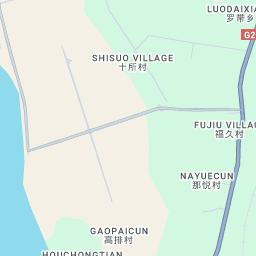 LUODAIXIA
罗带乡
G2
SHISUO VILLAGE
十所村
FUJIU VILLAG
福久村
NAYUECUN
那悦村
GAOPAICUN
高排村
HOUCHONGTIAN